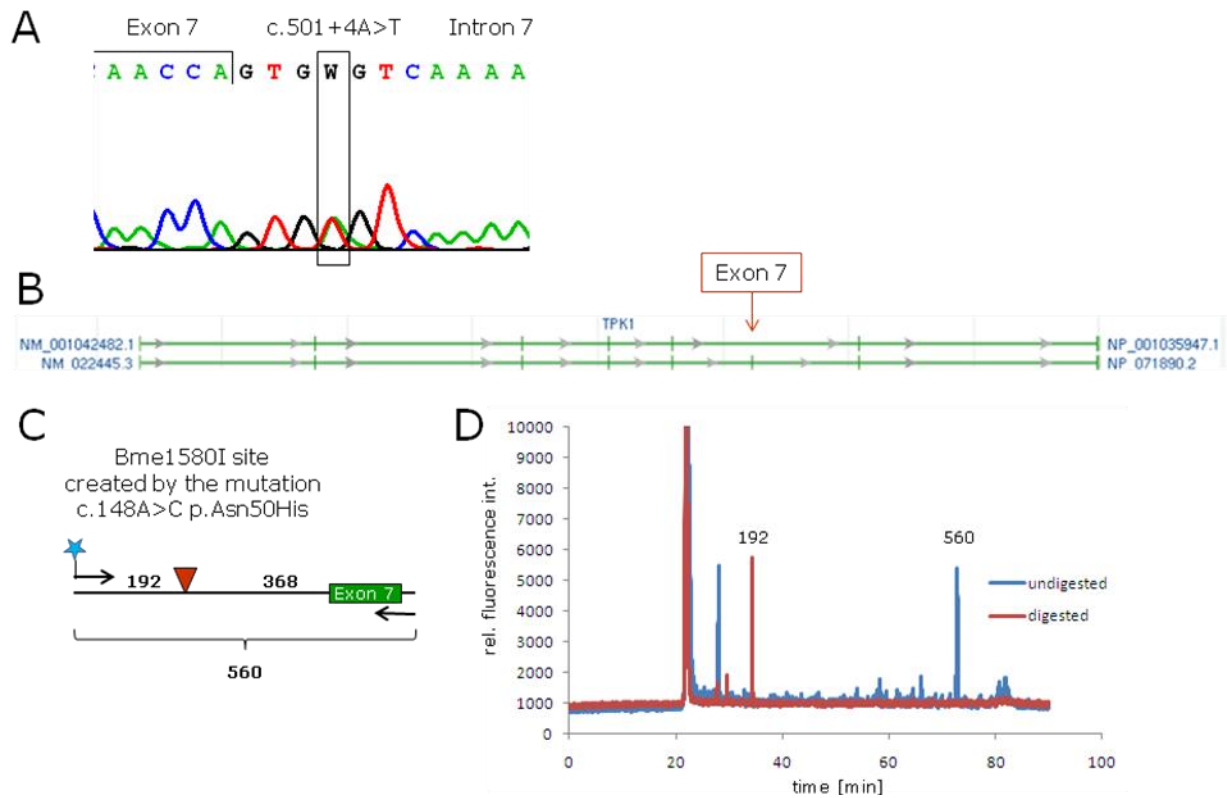 A
Exon 7 c.501+4A>T Intron 7
A A C C A G T G W G T C A A A A
B
Exon 7
TPK1
NM_001042482.1 NP_001035947.1
NM_022445.3 NP_071890.2
C
Bme1580I site
created by the mutation
c.148A>C p.Asn50His
192 368 Exon 7
560
D
rel. fluorescence int.
10000
9000
8000
7000
6000
5000
4000
3000
2000
1000
0
192 560
undigested
digested
0 20 40 60 80 100
time [min]